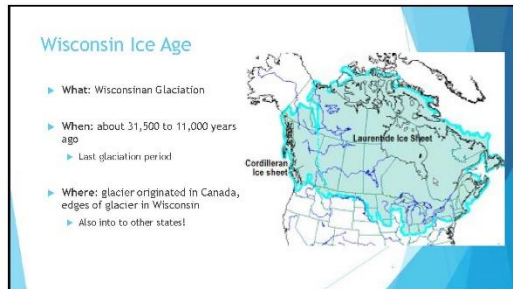 Wisconsin Ice Age
What: Wisconsinan Glaciation
When: about 31,500 to 11,000 years
ago
Last glaciation period
Where: glacier originated in Canada,
edges of glacier in Wisconsin
Also into to other states!
Laurentide Ice Sheet
Cordilleran
Ice sheet